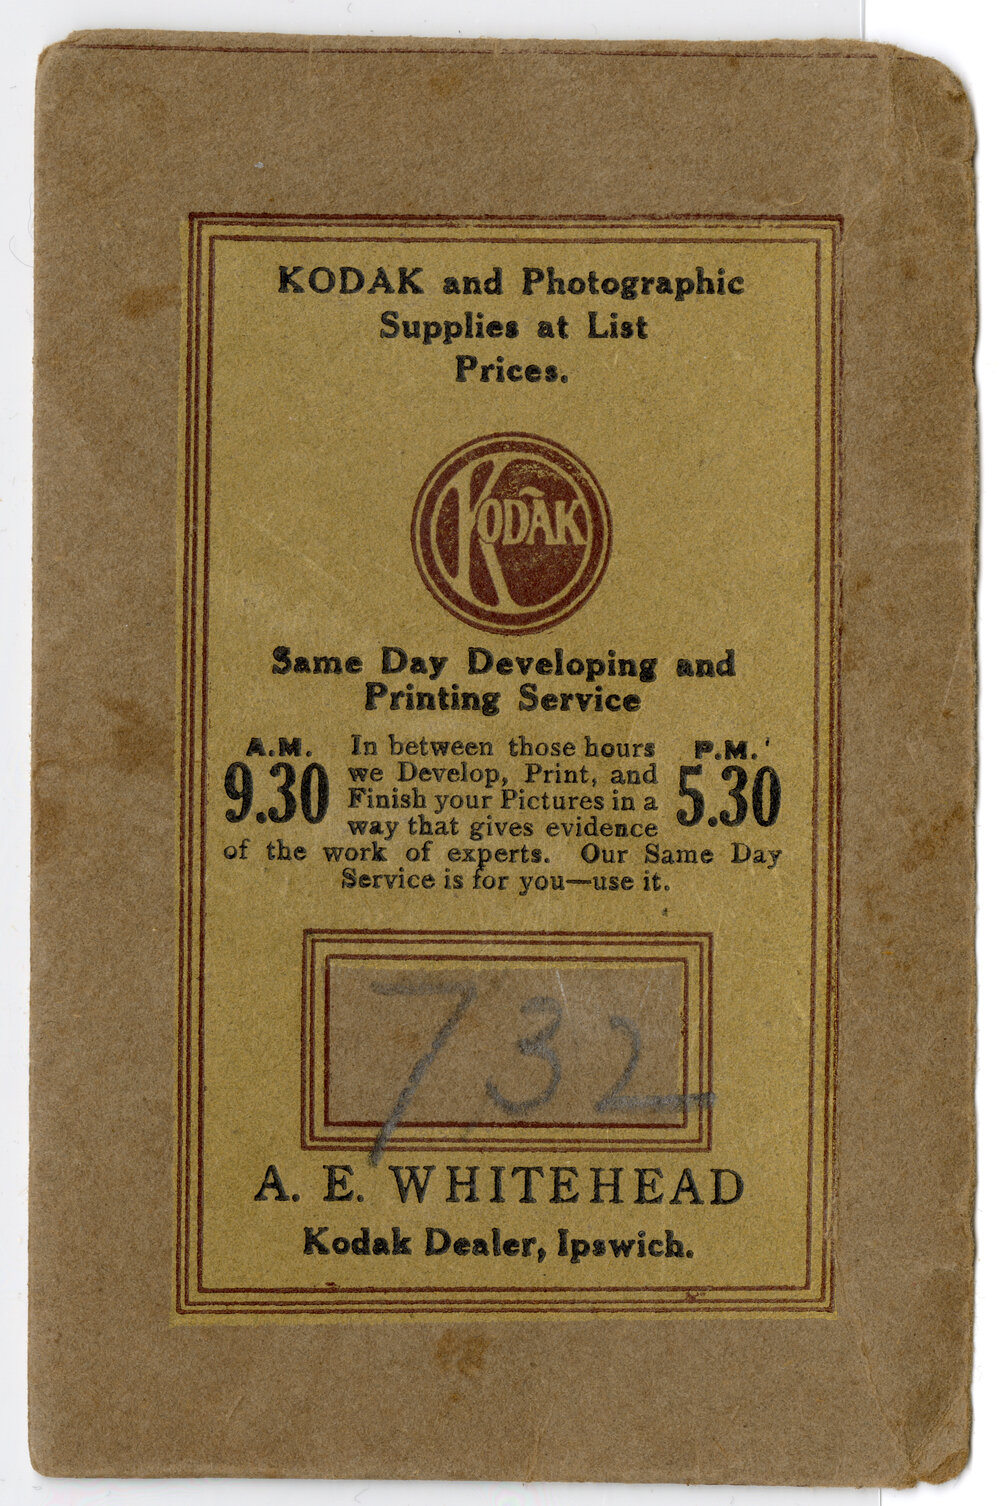 KODAK and Photographic
Supplies at List
Prices.
KODAK
Same Day Developing and
Printing Service
A.M. 9.30
In between those hours
we Develop, Print, and
Finish your Pictures in a
way that gives evidence
P.M. 5.30
of the work of experts. Our Same Day
Service is for you—use it.
732
A. E. WHITEHEAD
Kodak Dealer, Ipswich.